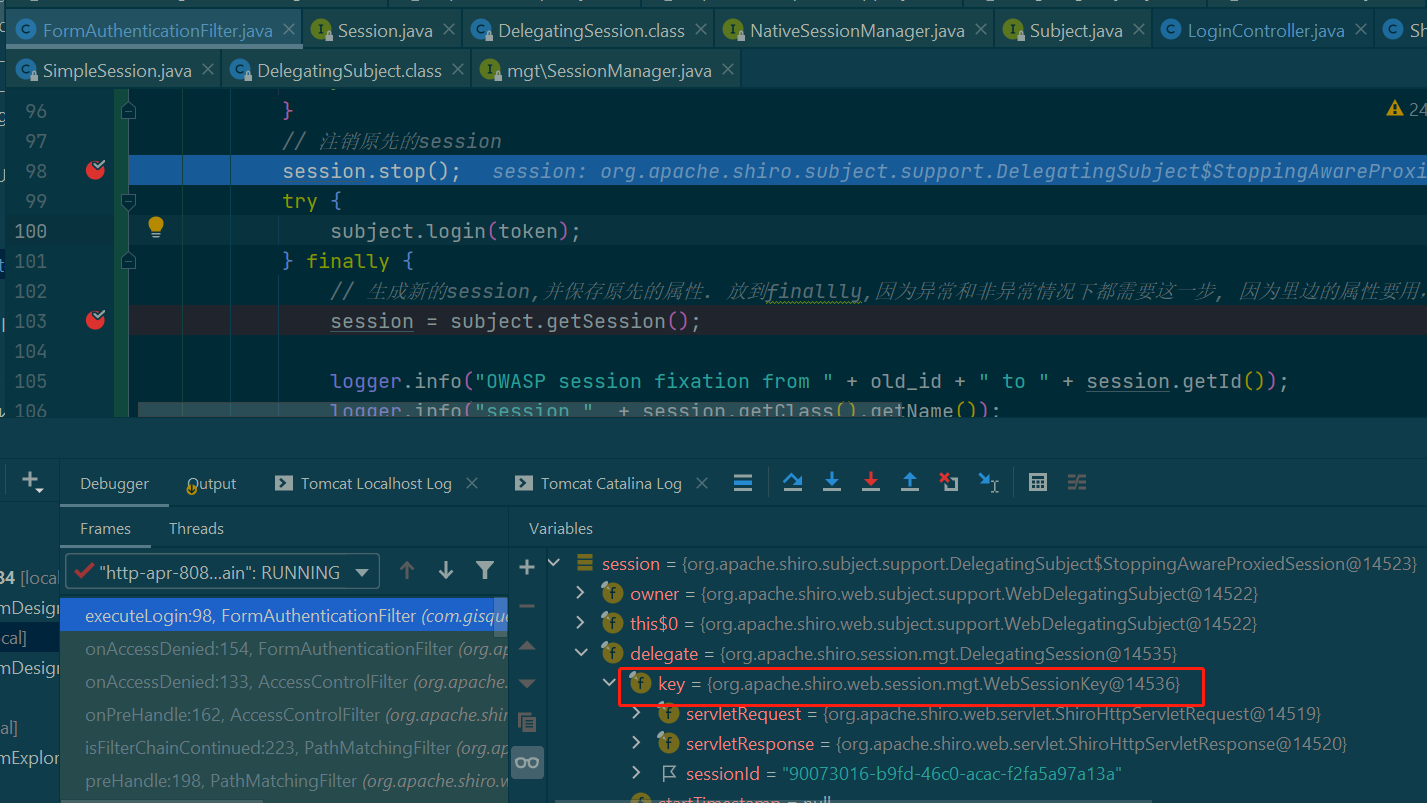 FormAuthenticationFilter.java Session.java DelegatingSession.class NativeSessionManager.java Subject.java LoginController.java Sh
SimpleSession.java DelegatingSubject.class mgt\SessionManager.java
96 } 24
97 // 注销原先的session
98 session.stop(); session: org.apache.shiro.subject.support.DelegatingSubject$StoppingAwareProxi
99 try {
100 subject.login(token);
101 } finally {
102 // 生成新的session,并保存原先的属性. 放到finallly,因为异常和非异常情况下都需要这一步, 因为里边的属性要用.
103 session = subject.getSession();
104
105 logger.info("OWASP session fixation from " + old_id + " to " + session.getId());
106 logger.info("session " + session.getClass().getName());
Debugger Output Tomcat Localhost Log Tomcat Catalina Log
Frames Threads Variables
"http-apr-808...ain": RUNNING
executeLogin:98, FormAuthenticationFilter (com.gisqu
onAccessDenied:154, FormAuthenticationFilter (org.a
onAccessDenied:133, AccessControlFilter (org.apache.
onPreHandle:162, AccessControlFilter (org.apache.shir
isFilterChainContinued:223, PathMatchingFilter (org.ap
preHandle:198, PathMatchingFilter (org.apache.shiro.w
session = {org.apache.shiro.subject.support.DelegatingSubject$StoppingAwareProxiedSession@14523}
owner = {org.apache.shiro.web.subject.support.WebDelegatingSubject@14522}
this$0 = {org.apache.shiro.web.subject.support.WebDelegatingSubject@14522}
delegate = {org.apache.shiro.session.mgt.DelegatingSession@14535}
key = {org.apache.shiro.web.session.mgt.WebSessionKey@14536}
servletRequest = {org.apache.shiro.web.servlet.ShiroHttpServletRequest@14519}
servletResponse = {org.apache.shiro.web.servlet.ShiroHttpServletResponse@14520}
sessionId = "90073016-b9fd-46c0-acac-f2fa5a97a13a"
startTimestamp = null
84 [local
mDesign
cal]
mDesign
al]
mExplor